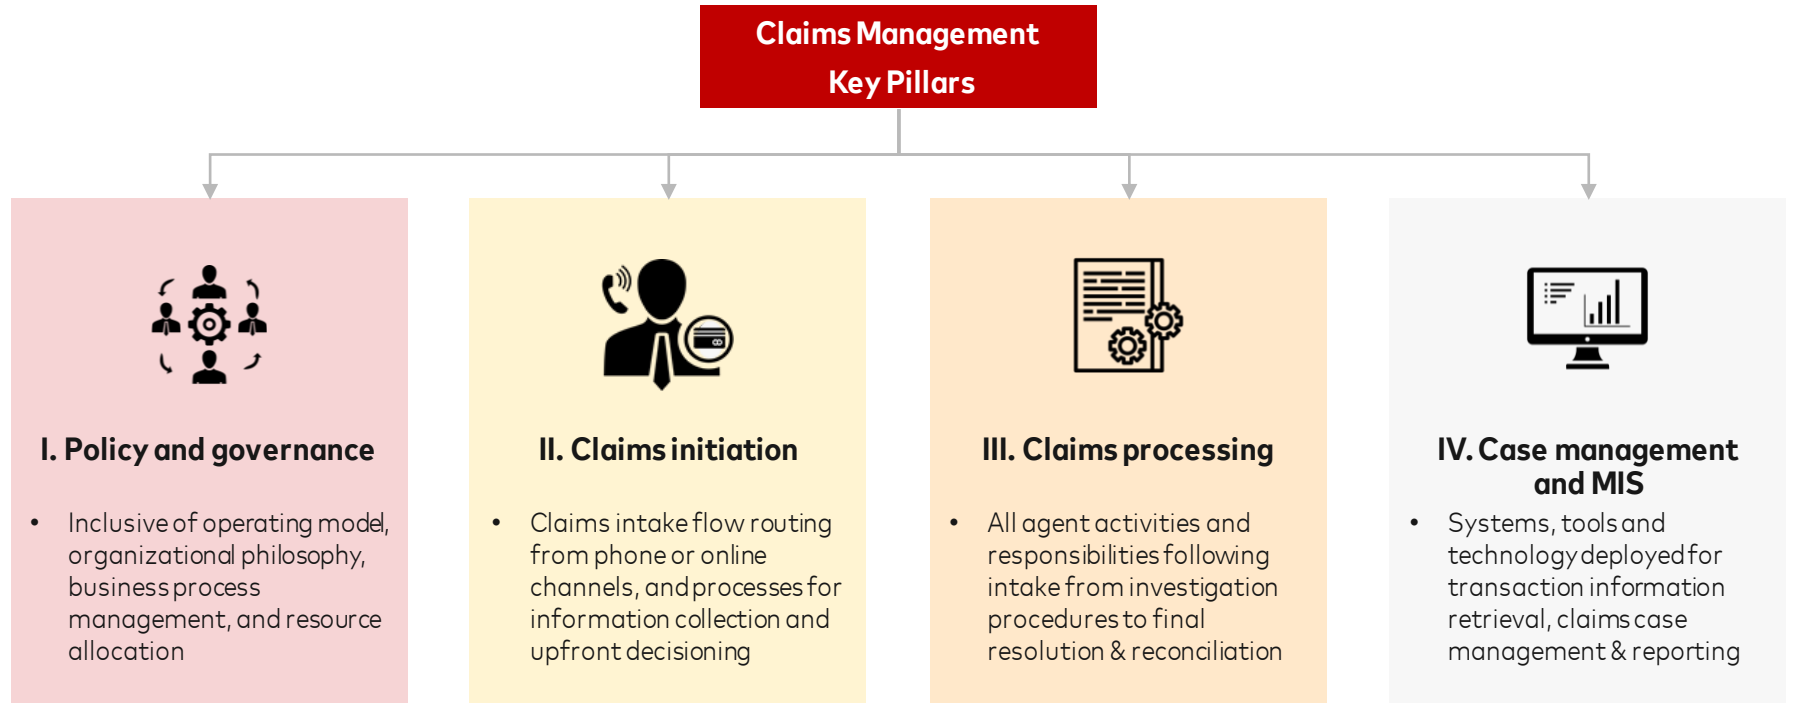 Claims Management
Key Pillars
I. Policy and governance
• Inclusive of operating model,
organizational philosophy,
business process
management, and resource
allocation
II. Claims initiation
• Claims intake flow routing
from phone or online
channels, and processes for
information collection and
upfront decisioning
III. Claims processing
• All agent activities and
responsibilities following
intake from investigation
procedures to final
resolution & reconciliation
IV. Case management
and MIS
• Systems, tools and
technology deployed for
transaction information
retrieval, claims case
management & reporting